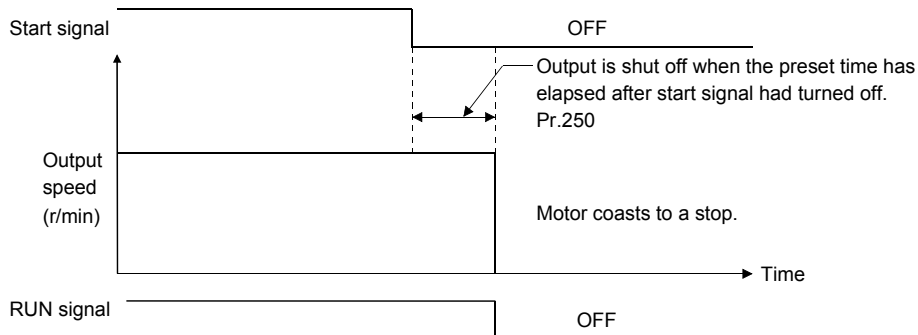 Start signal
OFF
Output is shut off when the preset time has
elapsed after start signal had turned off.
Pr.250
Output
speed
(r/min)
Motor coasts to a stop.
Time
RUN signal
OFF